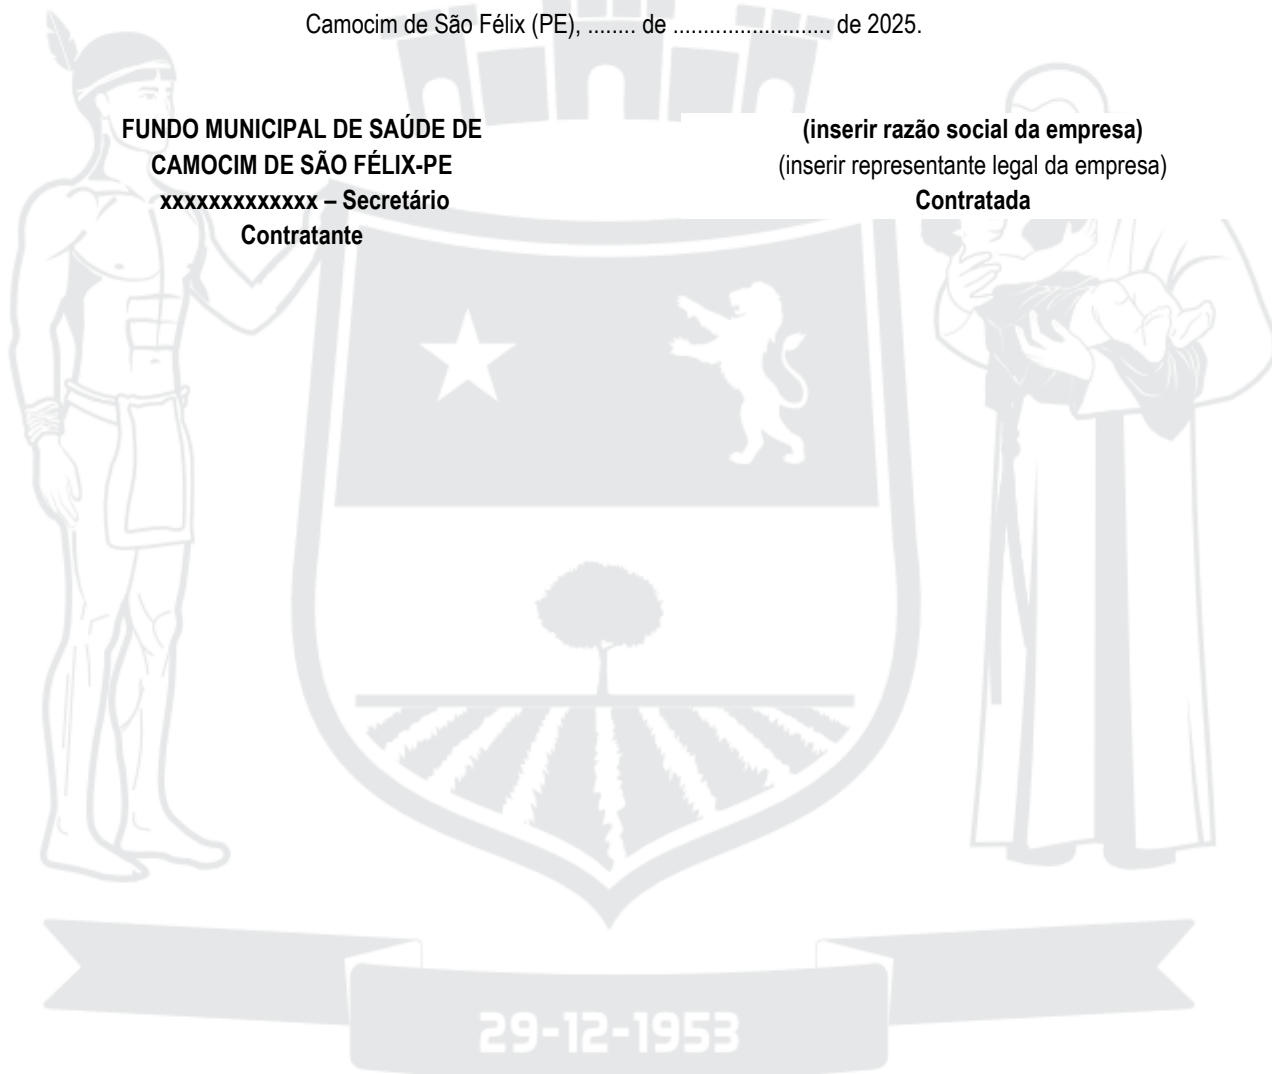 Camocim de São Félix (PE), ........ de .......................... de 2025.
FUNDO MUNICIPAL DE SAÚDE DE
CAMOCIM DE SÃO FÉLIX-PE
xxxxxxxxxxxxx – Secretário
Contratante
(inserir razão social da empresa)
(inserir representante legal da empresa)
Contratada
29-12-1953